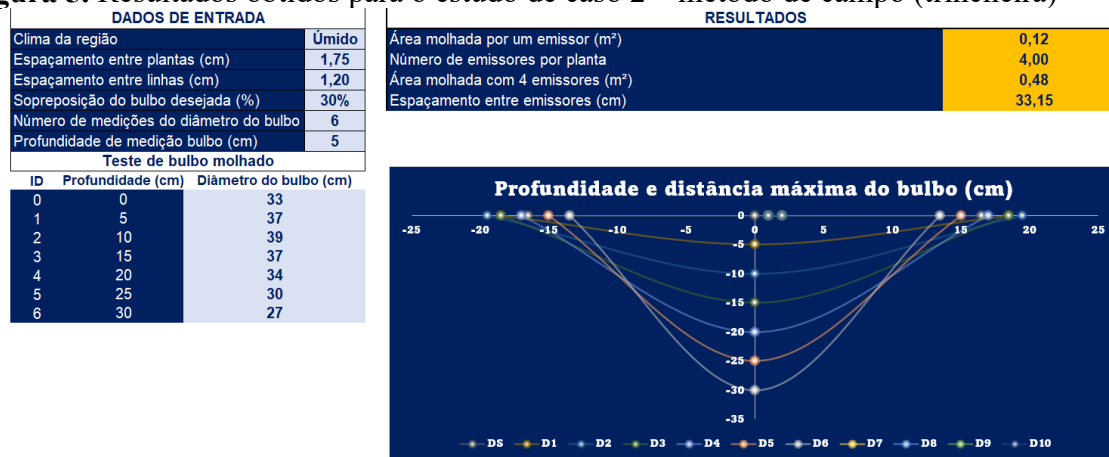 gura 3. Resultados obtidos para o estudo de caso 2 – método de campo (trincheira)
DADOS DE ENTRADA
Clima da região Úmido
Espaçamento entre plantas (cm) 1,75
Espaçamento entre linhas (cm) 1,20
Sopreposição do bulbo desejada (%) 30%
Número de medições do diâmetro do bulbo 6
Profundidade de medição bulbo (cm) 5
Teste de bulbo molhado
ID Profundidade (cm) Diâmetro do bulbo (cm)
0 0 33
1 5 37
2 10 39
3 15 37
4 20 34
5 25 30
6 30 27
RESULTADOS
Área molhada por um emissor (m²) 0,12
Número de emissores por planta 4,00
Área molhada com 4 emissores (m²) 0,48
Espaçamento entre emissores (cm) 33,15
Profundidade e distância máxima do bulbo (cm)
0
-25 -20 -15 -10 -5 0 5 10 15 20 25
-5
-10
-15
-20
-25
-30
-35
DS D1 D2 D3 D4 D5 D6 D7 D8 D9 D10